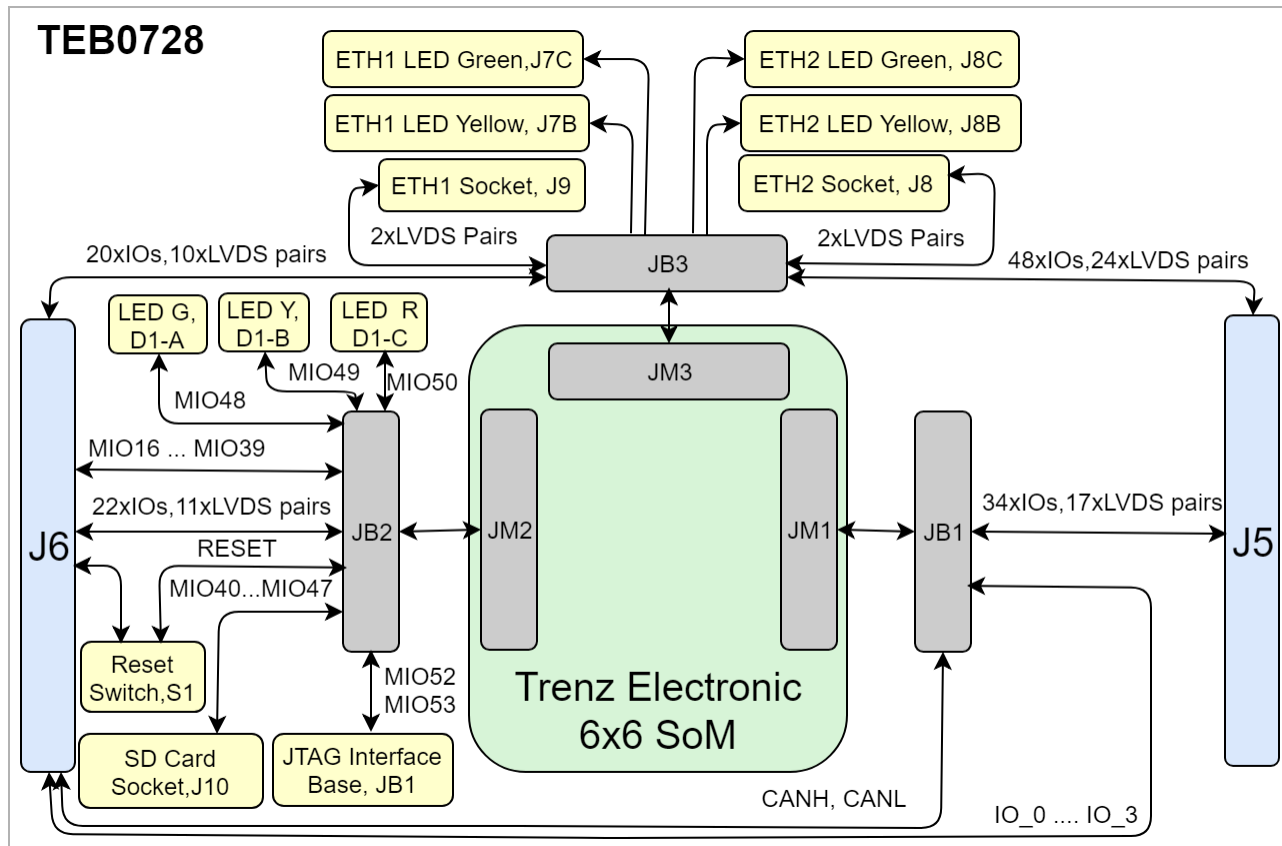 TEB0728
ETH1 LED Green,J7C
ETH2 LED Green, J8C
ETH1 LED Yellow, J7B
ETH2 LED Yellow, J8B
ETH1 Socket, J9
ETH2 Socket, J8
2xLVDS Pairs
2xLVDS Pairs
20xIOs,10xLVDS pairs
JB3
48xIOs,24xLVDS pairs
LED G,
D1-A
LED Y,
D1-B
LED  R
D1-C
MIO49
MIO50
MIO48
JM3
MIO16 ... MIO39
22xIOs,11xLVDS pairs
34xIOs,17xLVDS pairs
J6
JB2
JM2
JM1
JB1
J5
RESET
MIO40...MIO47
Reset
Switch,S1
MIO52
MIO53
Trenz Electronic
6x6 SoM
SD Card
Socket,J10
JTAG Interface
Base, JB1
CANH, CANL
IO_0 .... IO_3